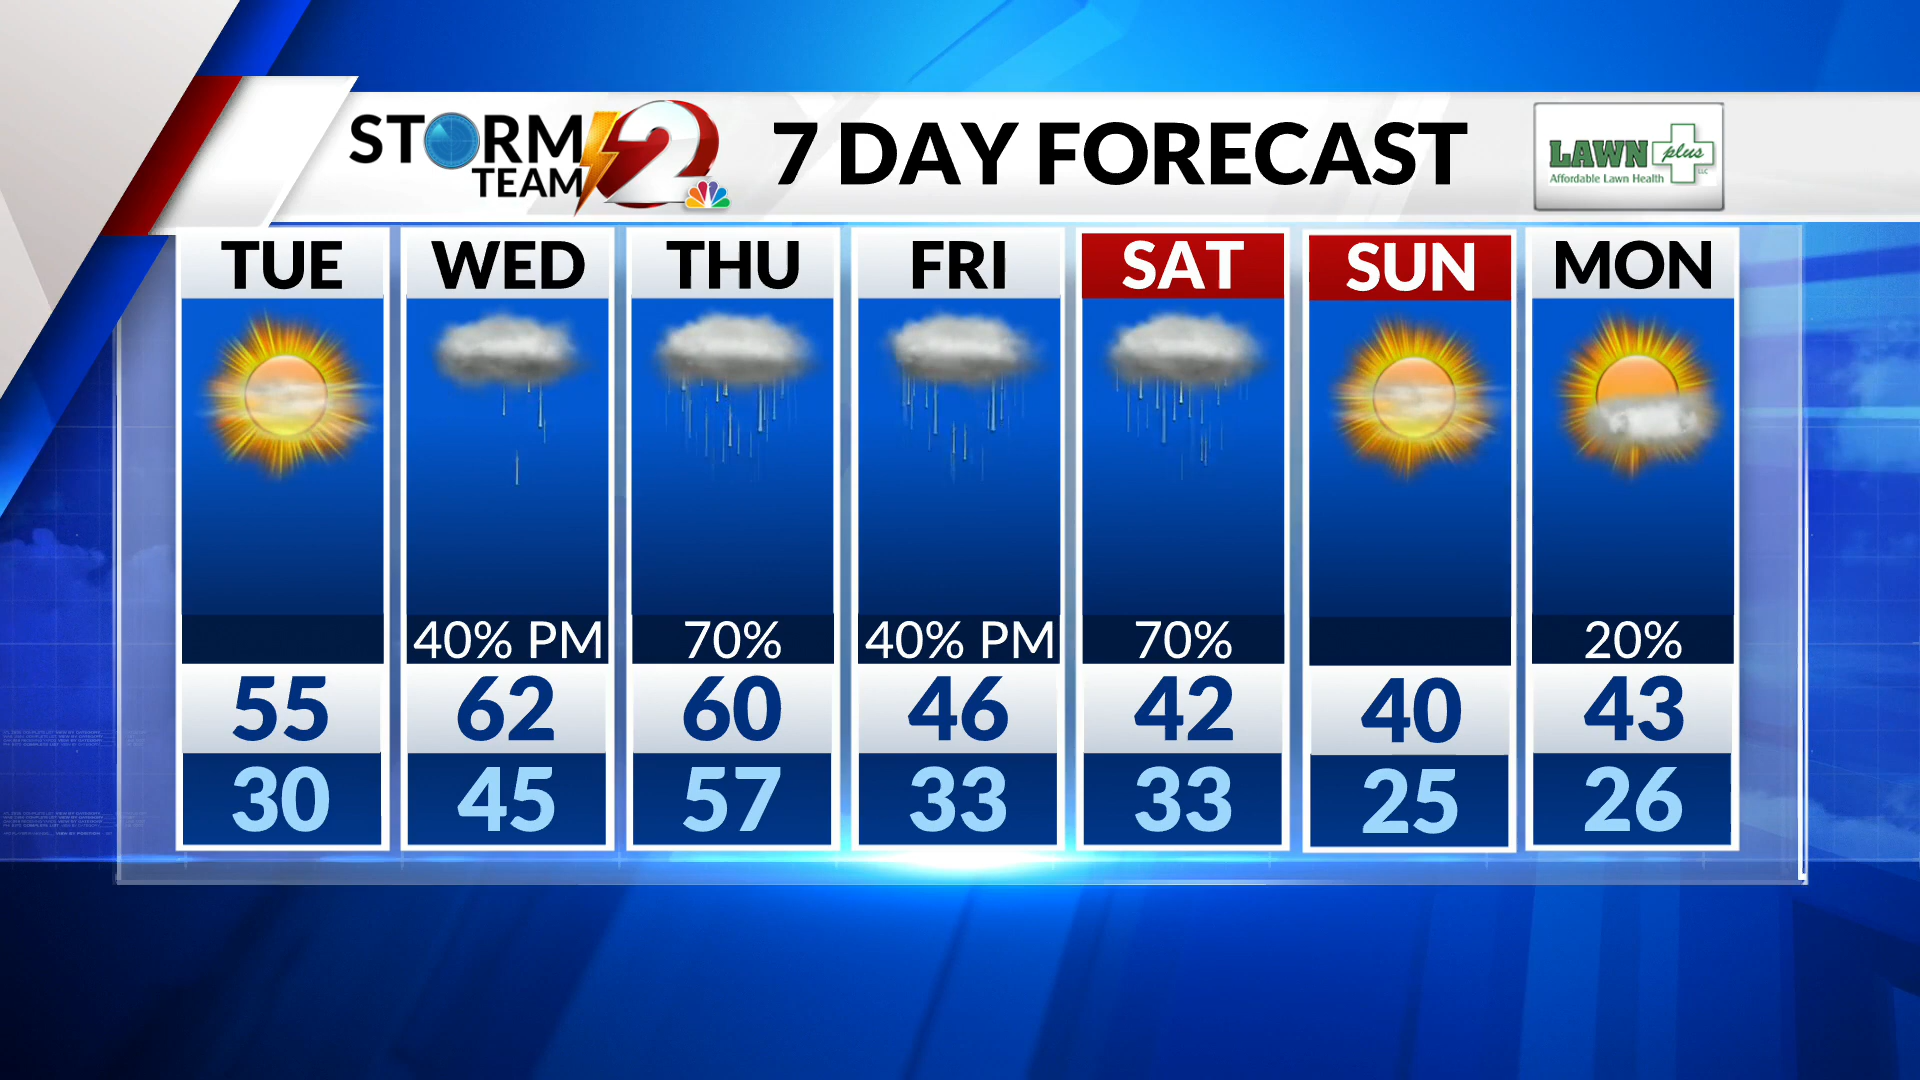 STORM
TEAM
2
7 DAY FORECAST
LAWN plus LLC
Affordable Lawn Health
TUE WED THU FRI SAT SUN MON
40% PM 70% 40% PM 70% 20%
55 62 60 46 42 40 43
30 45 57 33 33 25 26